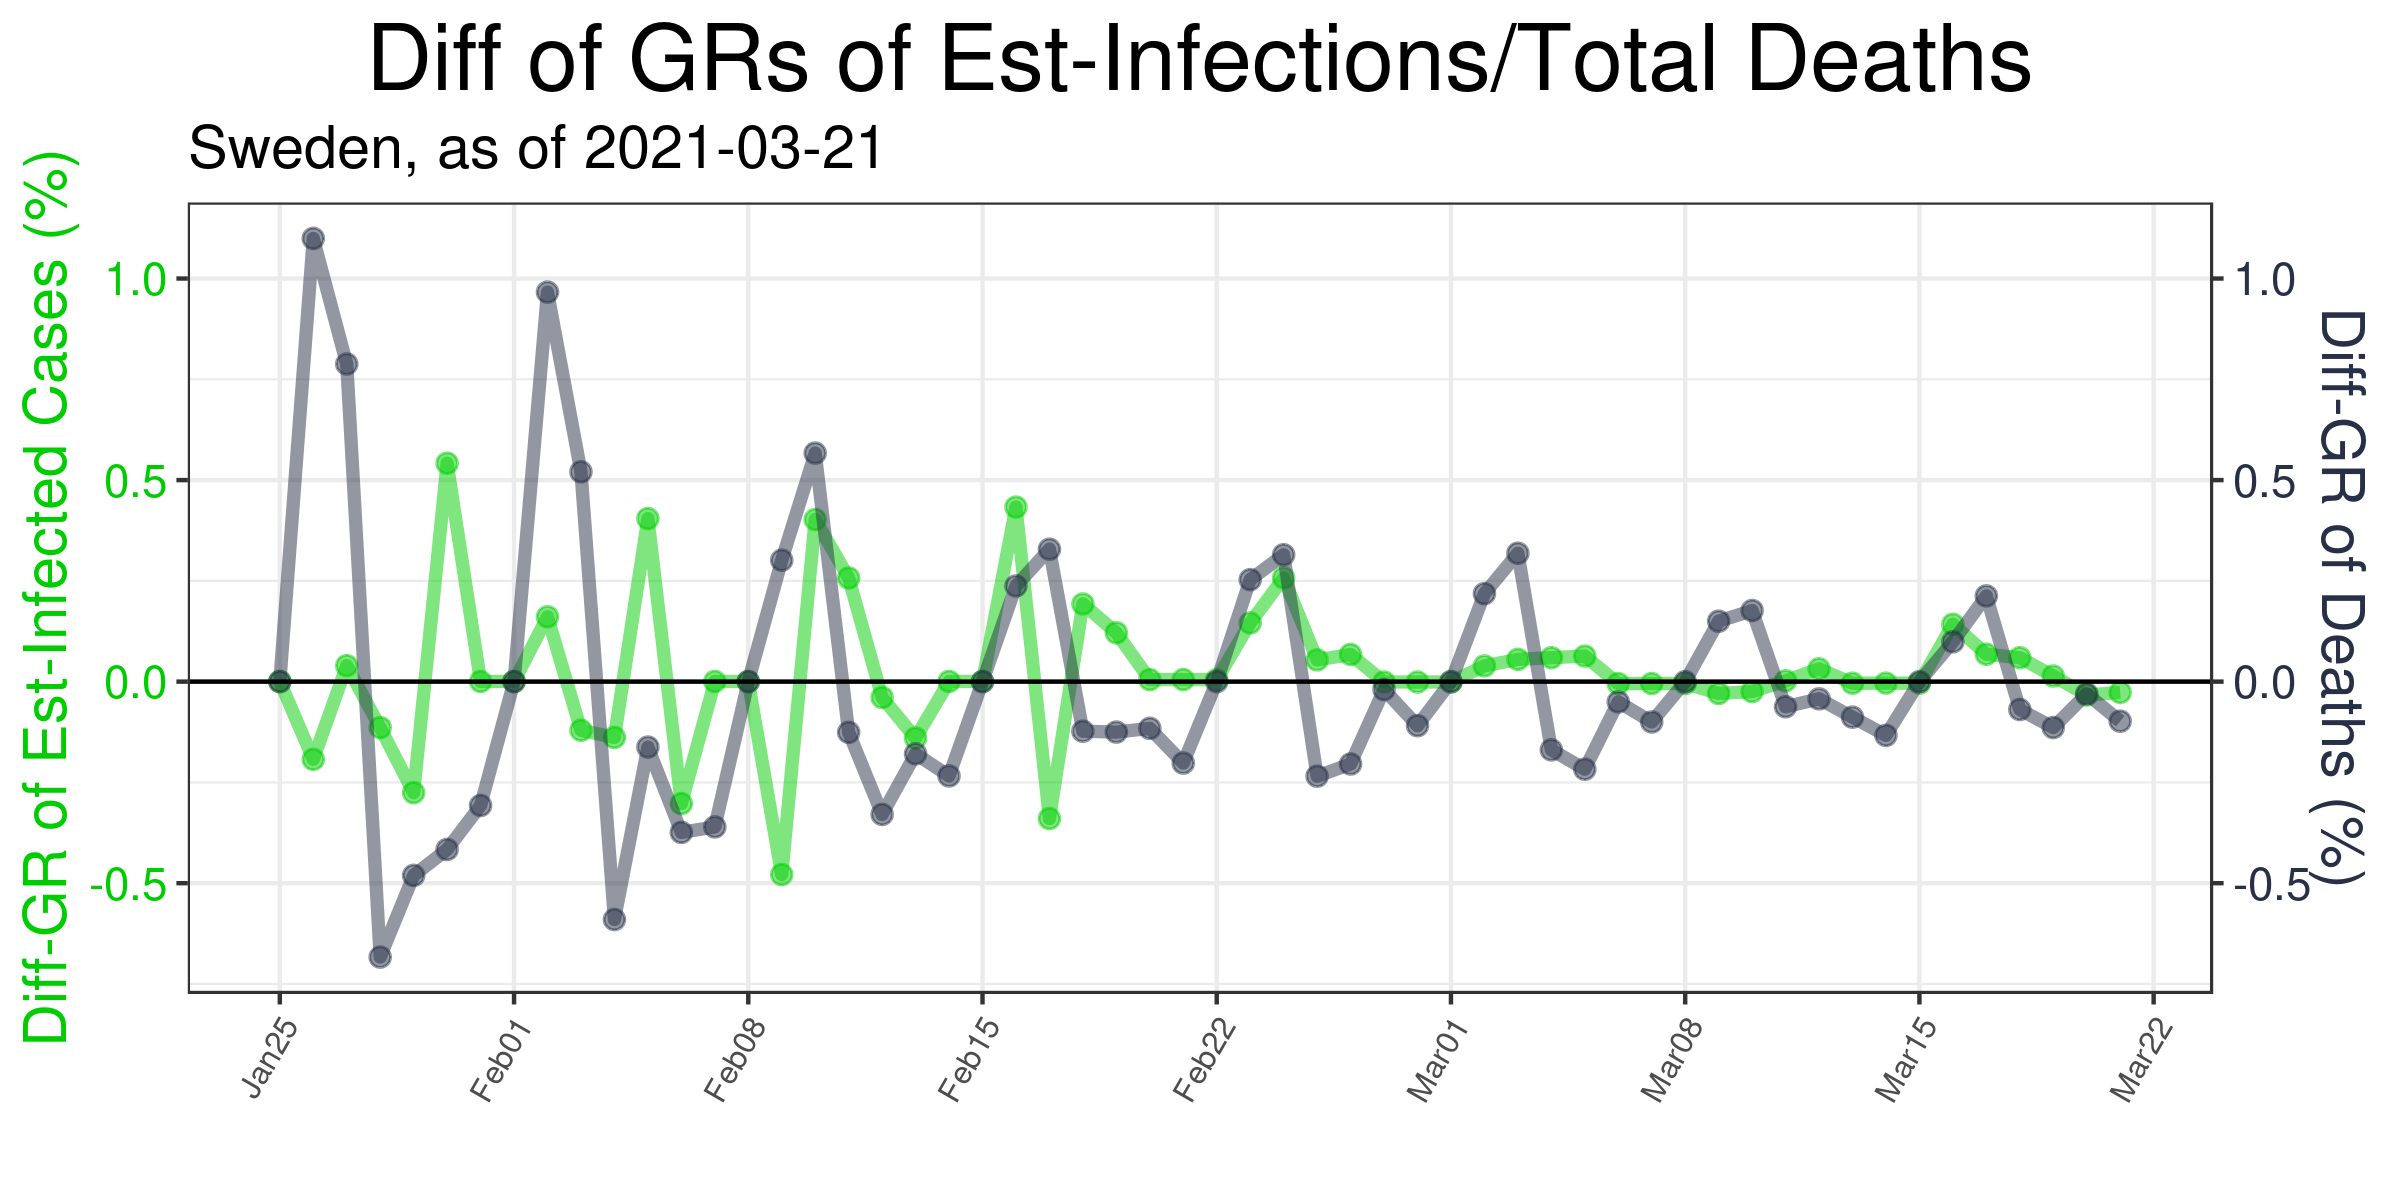 Diff of GRs of Est-Infections/Total Deaths
Sweden, as of 2021-03-21
Diff-GR of Est-Infected Cases (%)
1.0
0.5
0.0
-0.5
1.0
0.5
0.0
-0.5
Diff-GR of Deaths (%)
Jan25
Feb01
Feb08
Feb15
Feb22
Mar01
Mar08
Mar15
Mar22